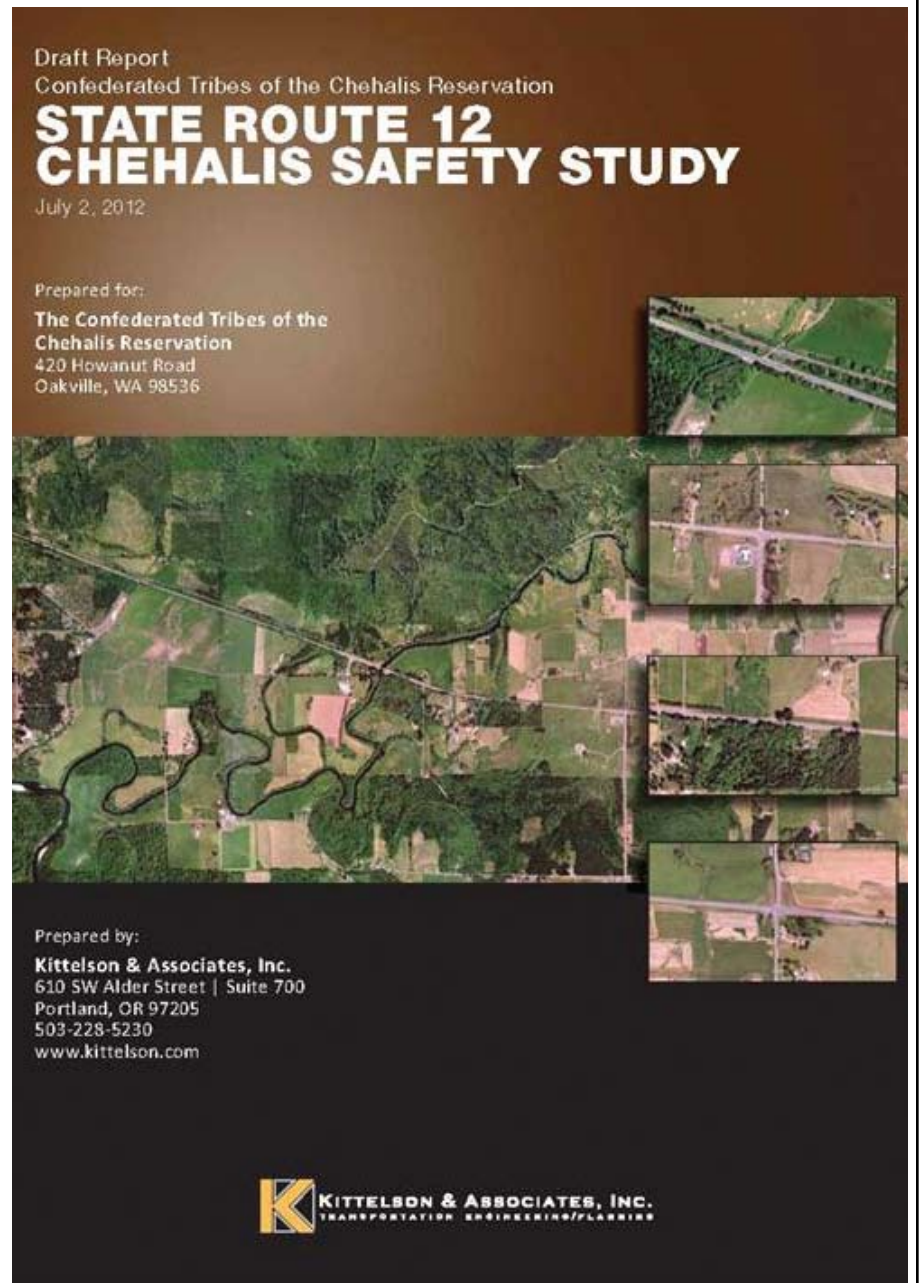 Draft Report
Confederated Tribes of the Chehalis Reservation
STATE ROUTE 12
CHEHALIS SAFETY STUDY
July 2, 2012
Prepared for:
The Confederated Tribes of the
Chehalis Reservation
420 Howanut Road
Oakville, WA 98536
Prepared by:
Kittelson & Associates, Inc.
610 SW Alder Street | Suite 700
Portland, OR 97205
503-228-5230
www.kittelson.com
KITTELSON & ASSOCIATES, INC.
TRANSPORTATION ENGINEERING/PLANNING